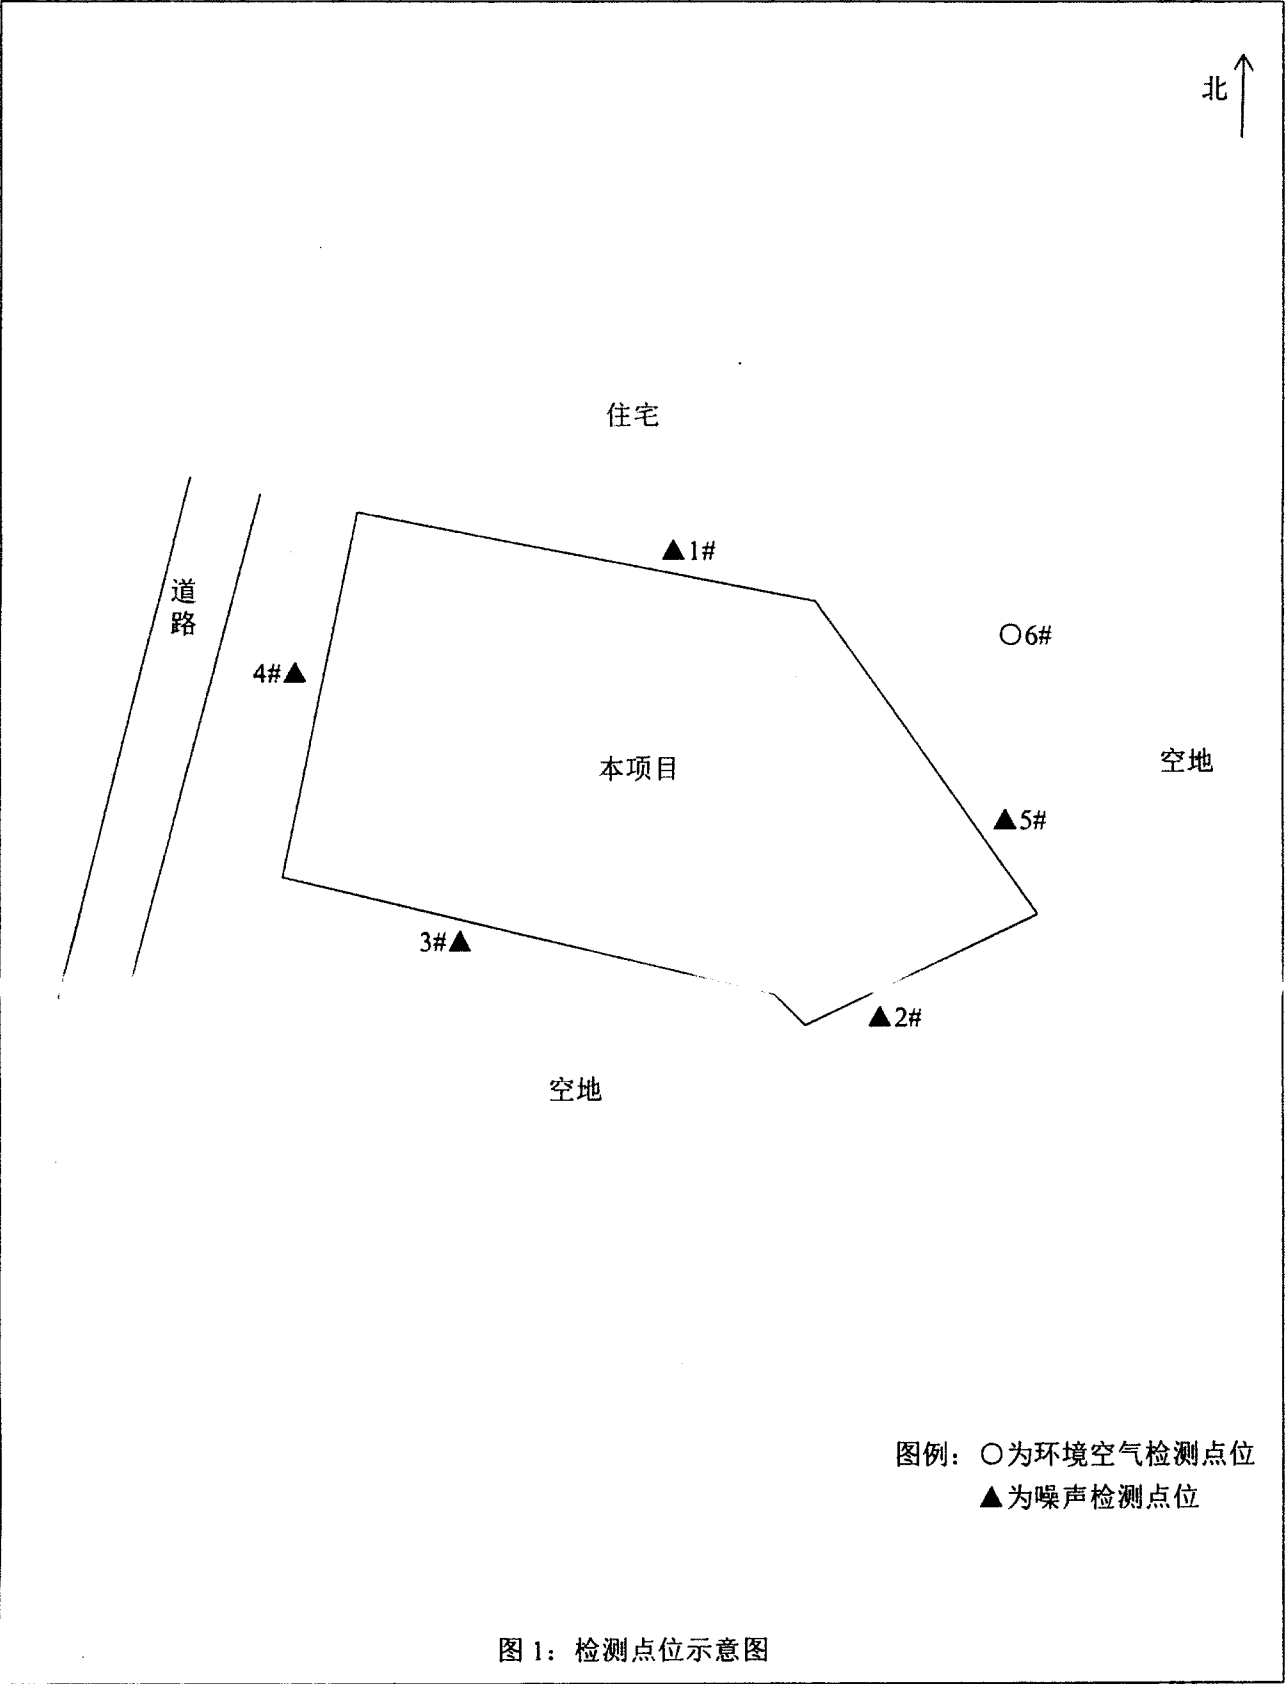 北
住宅
▲1#
道
路
○6#
4#▲
本项目
空地
▲5#
3#▲
▲2#
空地
图例：○为环境空气检测点位
▲为噪声检测点位
图 1：检测点位示意图